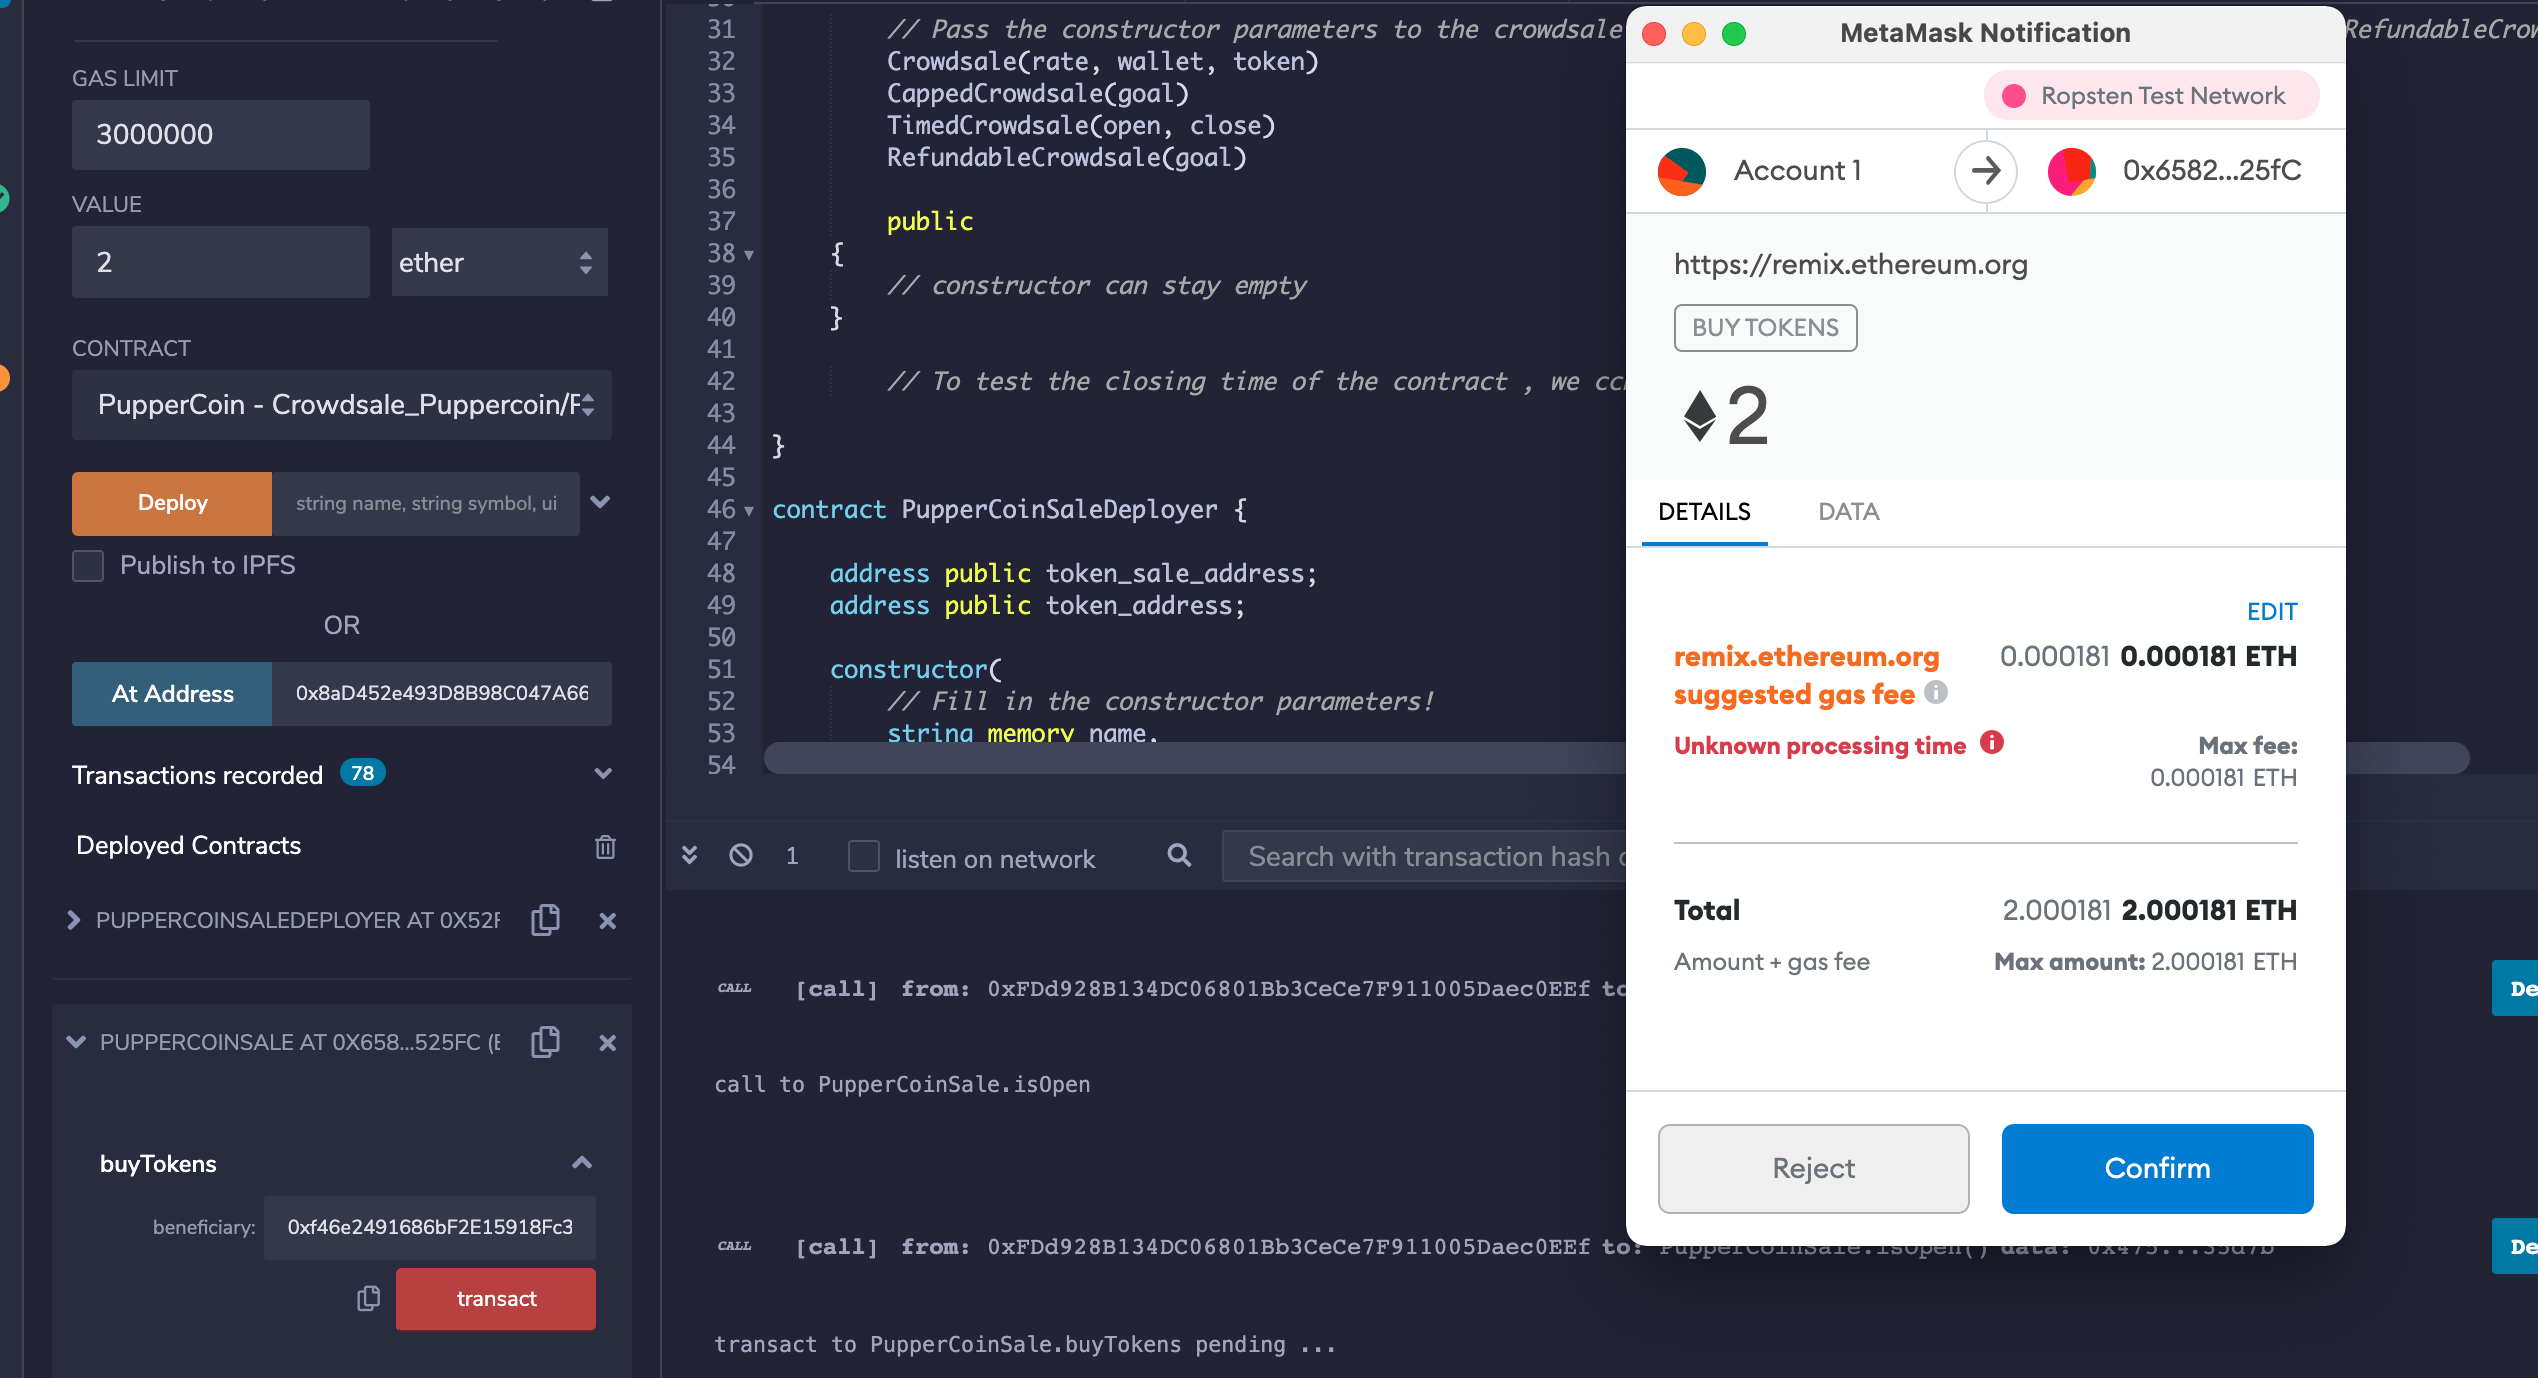 GAS LIMIT
3000000
VALUE
2
ether
CONTRACT
PupperCoin - Crowdsale_Puppercoin/F
Deploy
string name, string symbol, ui
Publish to IPFS
OR
At Address
0x8aD452e493D8B98C047A66
Transactions recorded 78
Deployed Contracts
PUPPERCOINSALEDEPLOYER AT 0X52F
PUPPERCOINSALE AT 0X658...525FC (E
buyTokens
beneficiary:
0xf46e2491686bF2E15918Fc3
transact
31 // Pass the constructor parameters to the crowdsale
RefundableCrow
32 Crowdsale(rate, wallet, token)
33 CappedCrowdsale(goal)
34 TimedCrowdsale(open, close)
35 RefundableCrowdsale(goal)
36
37 public
38 {
39 // constructor can stay empty
40 }
41
42 // To test the closing time of the contract , we
43
44 }
45
46 contract PupperCoinSaleDeployer {
47
48 address public token_sale_address;
49 address public token_address;
50
51 constructor(
52 // Fill in the constructor parameters!
53 string memory name,
54
1
listen on network
Search with transaction hash
CALL [call] from: 0xFDd928B134DC06801Bb3CeCe7F911005Daec0EEf to
De
call to PupperCoinSale.isOpen
CALL [call] from: 0xFDd928B134DC06801Bb3CeCe7F911005Daec0EEf to: PupperCoinSale.isOpen() data: 0x475...35d7b
De
transact to PupperCoinSale.buyTokens pending ...
MetaMask Notification
Ropsten Test Network
Account 1
0x6582...25fC
https://remix.ethereum.org
BUY TOKENS
2
DETAILS
DATA
EDIT
remix.ethereum.org
suggested gas fee
0.000181 0.000181 ETH
Unknown processing time
Max fee:
0.000181 ETH
Total
2.000181 2.000181 ETH
Amount + gas fee
Max amount: 2.000181 ETH
Reject
Confirm